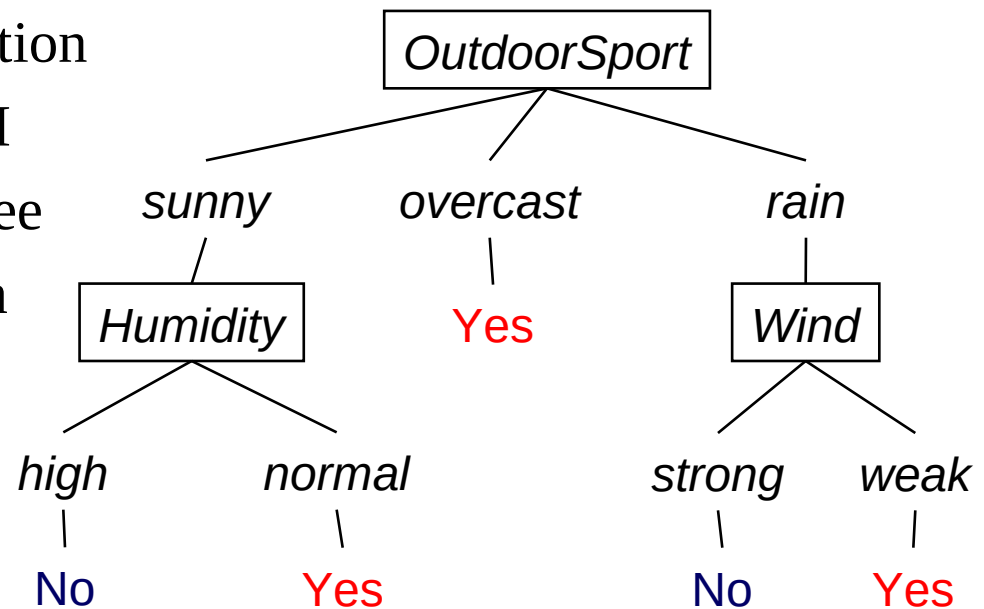 tion
OutdoorSport
ee
sunny overcast rain
Humidity Yes Wind
high normal strong weak
No Yes No Yes